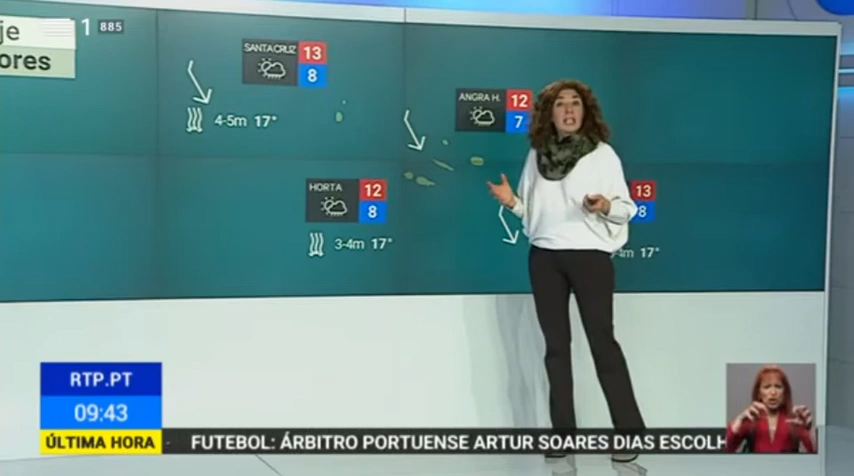 je
ores
1 885
SANTA CRUZ 13
8
4-5m 17°
ANGRA H. 12
7
HORTA 12
8
3-4m 17°
13
8
17°
RTP.PT
09:43
ÚLTIMA HORA
FUTEBOL: ÁRBITRO PORTUENSE ARTUR SOARES DIAS ESCOLH